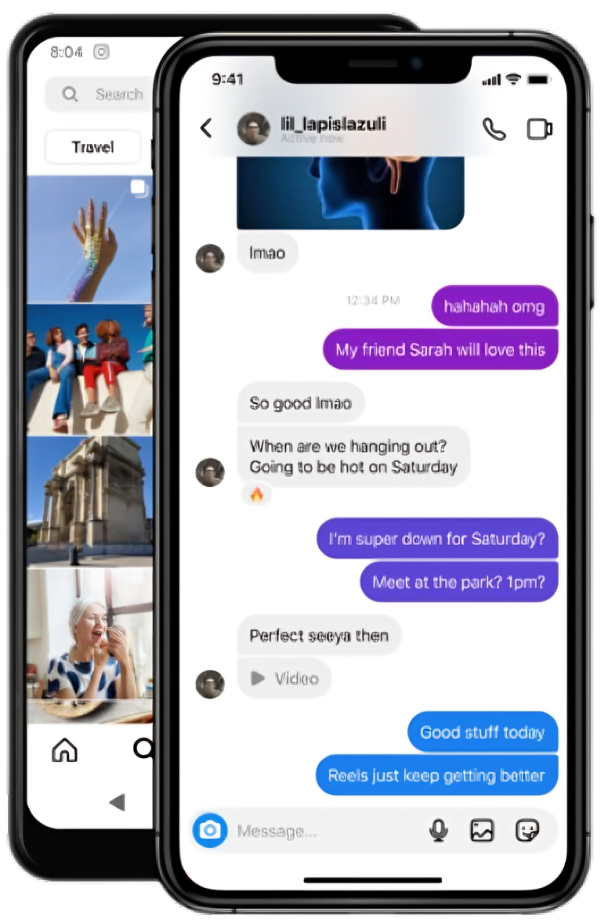 8:04
Search
Travel
9:41
lil_lapislazuli
Active now
lmao
12:34 PM
hahahah omg
My friend Sarah will love this
So good lmao
When are we hanging out?
Going to be hot on Saturday
I'm super down for Saturday?
Meet at the park? 1pm?
Perfect seeya then
Video
Good stuff today
Reels just keep getting better
Message...